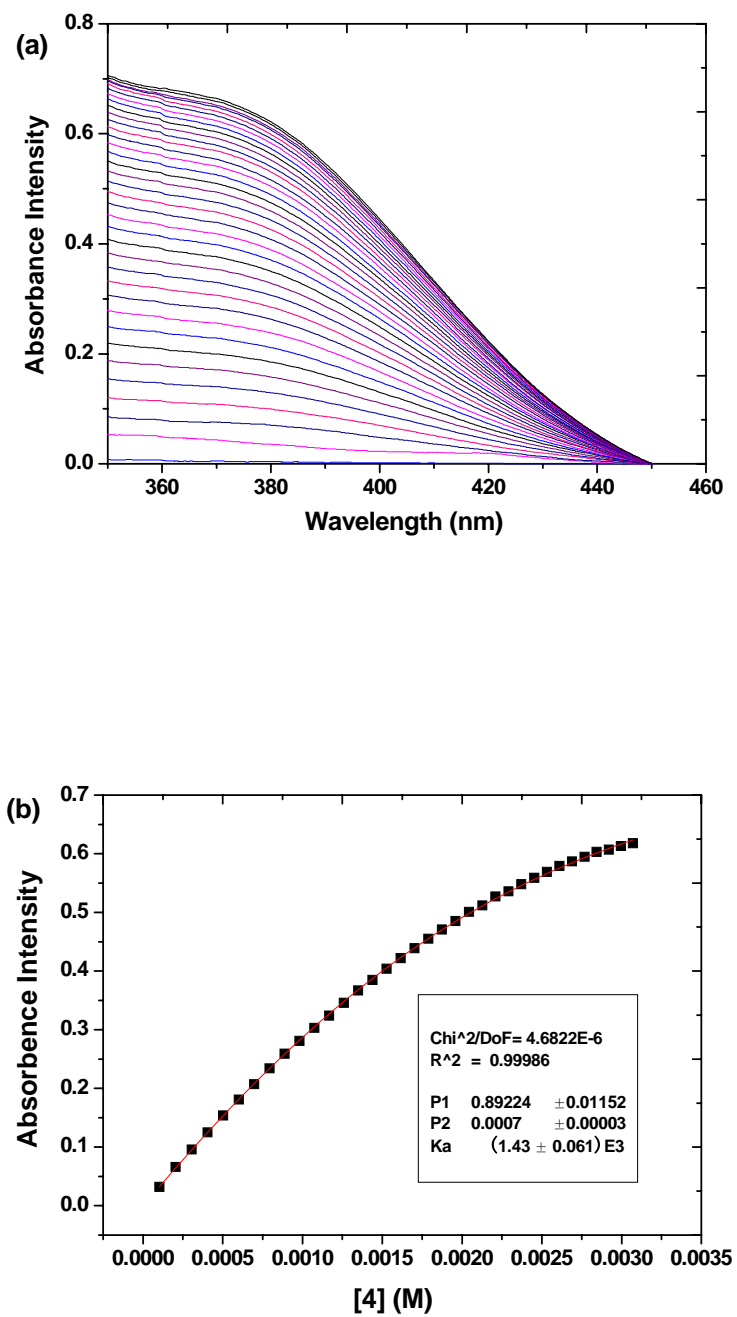 (a)
0.8
0.6
0.4
0.2
0.0
Absorbance Intensity
360 380 400 420 440 460
Wavelength (nm)
(b)
0.7
0.6
0.5
0.4
0.3
0.2
0.1
0.0
Absorbence Intensity
Chi^2/DoF= 4.6822E-6
R^2 = 0.99986
P1 0.89224 ±0.01152
P2 0.0007 ±0.00003
Ka (1.43 ± 0.061)E3
0.0000 0.0005 0.0010 0.0015 0.0020 0.0025 0.0030 0.0035
[4] (M)